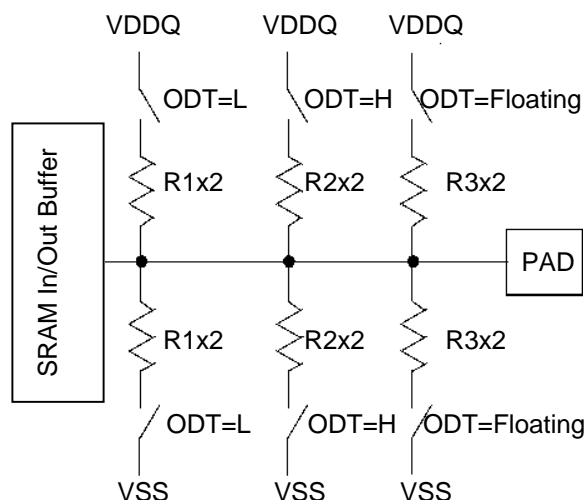 VDDQ VDDQ VDDQ
ODT=L ODT=H ODT=Floating
R1x2 R2x2 R3x2
SRAM In/Out Buffer
PAD
R1x2 R2x2 R3x2
ODT=L ODT=H ODT=Floating
VSS VSS VSS